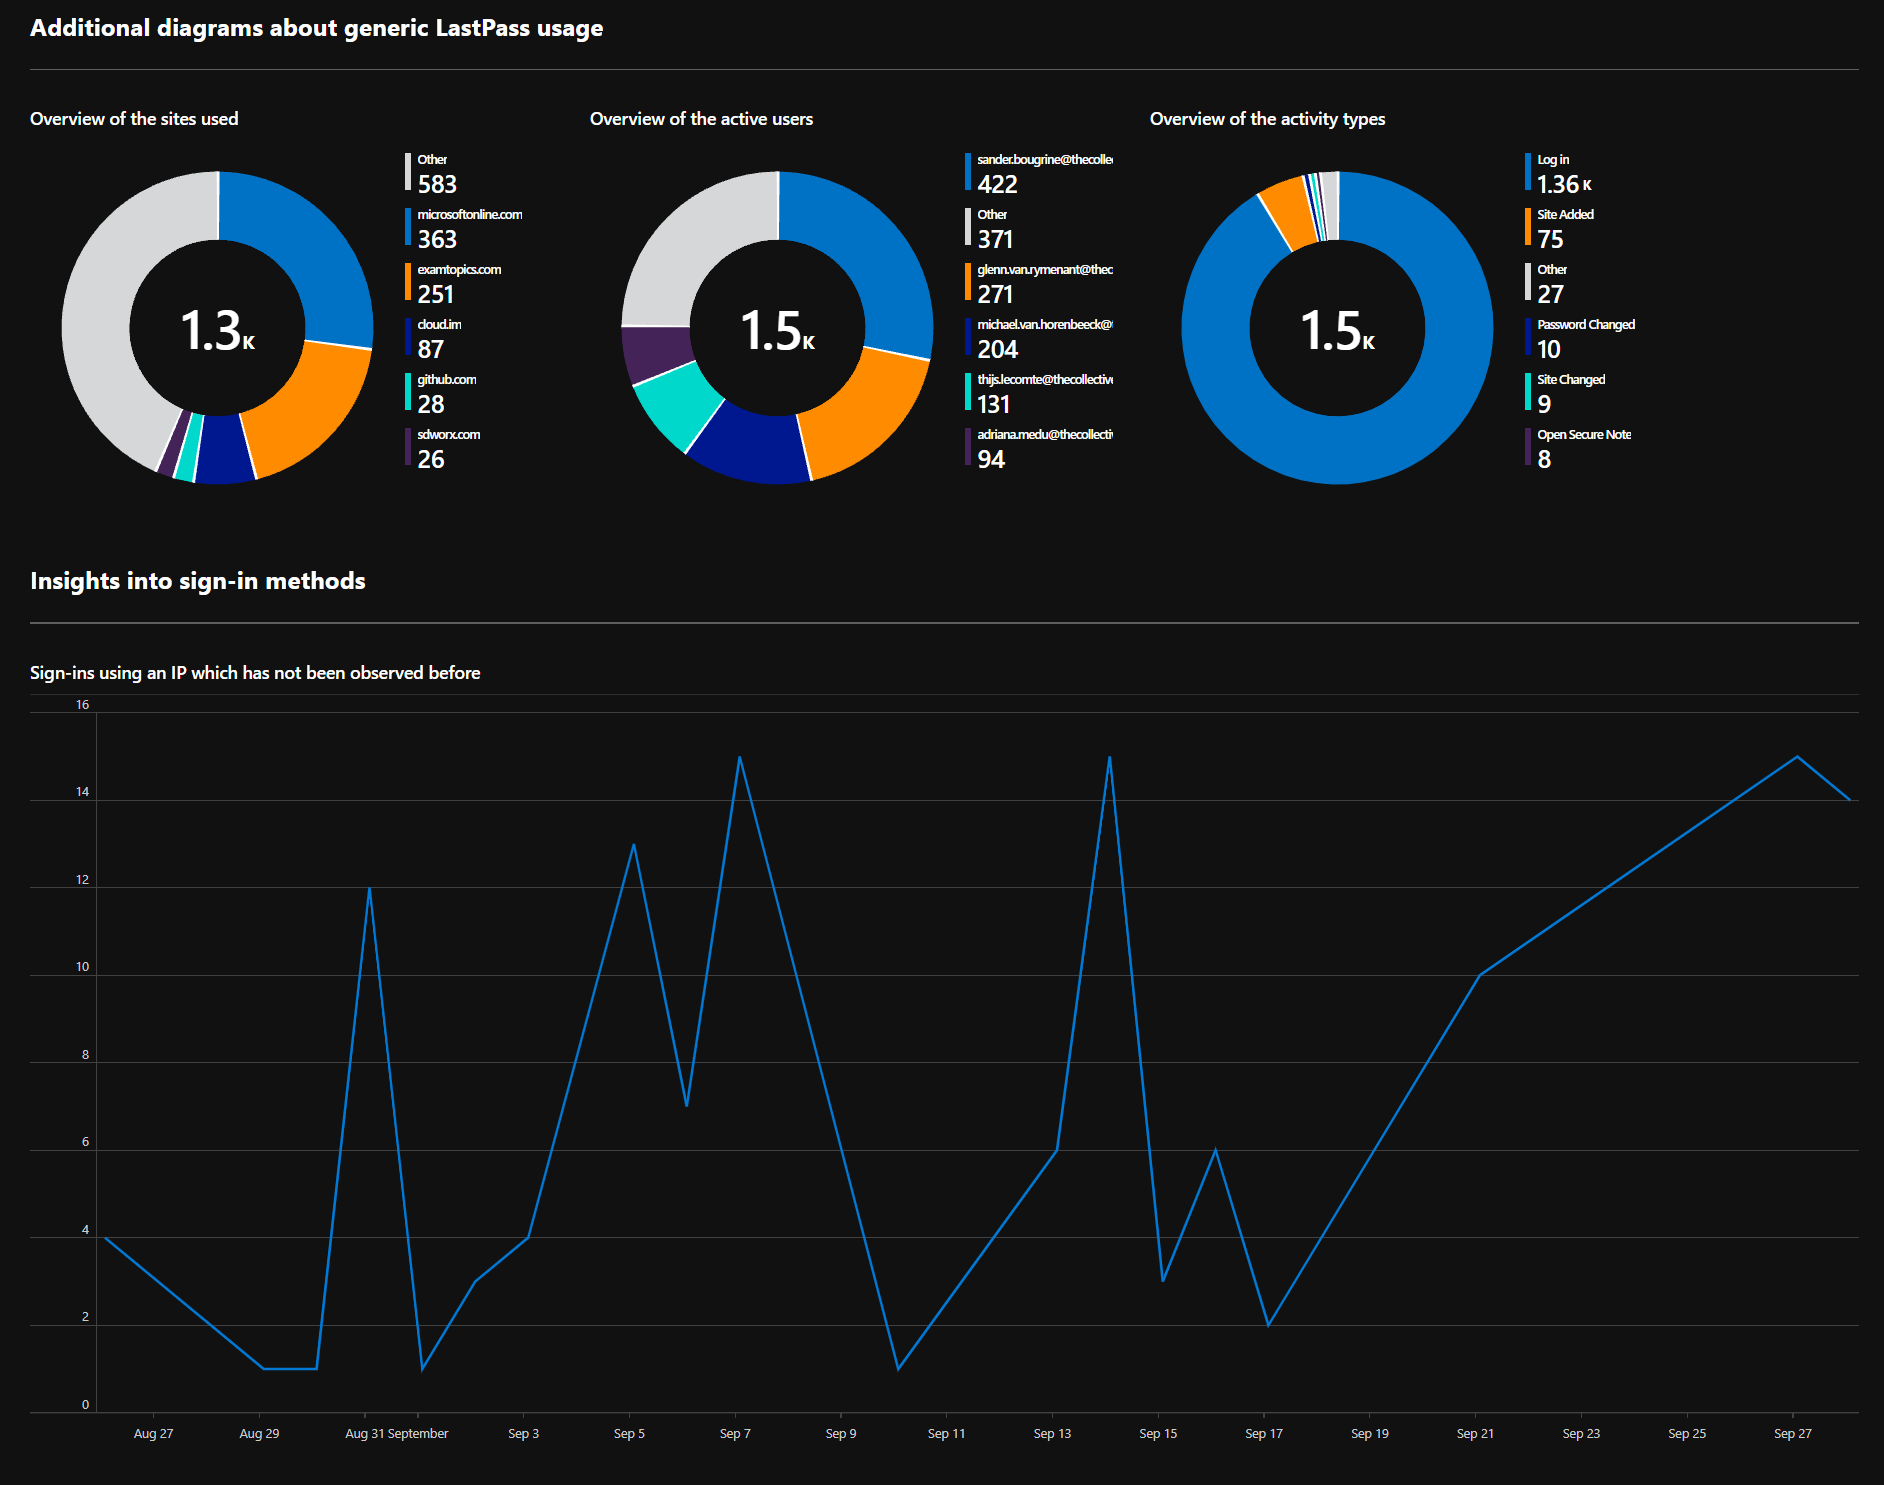 Additional diagrams about generic LastPass usage
Overview of the sites used
Other
583
microsoftonline.com
363
examtopics.com
251
cloud.im
87
github.com
28
sdworx.com
26
1.3K
Overview of the active users
sander.bougrine@thecolle
422
Other
371
glenn.van.rymenant@thec
271
michael.van.horenbeeck@
204
thijs.lecomte@thecollective
131
adriana.medu@thecollecti
94
1.5K
Overview of the activity types
Log in
1.36 K
Site Added
75
Other
27
Password Changed
10
Site Changed
9
Open Secure Note
8
1.5K
Insights into sign-in methods
Sign-ins using an IP which has not been observed before
16
14
12
10
8
6
4
2
0
Aug 27 Aug 29 Aug 31 September Sep 3 Sep 5 Sep 7 Sep 9 Sep 11 Sep 13 Sep 15 Sep 17 Sep 19 Sep 21 Sep 23 Sep 25 Sep 27